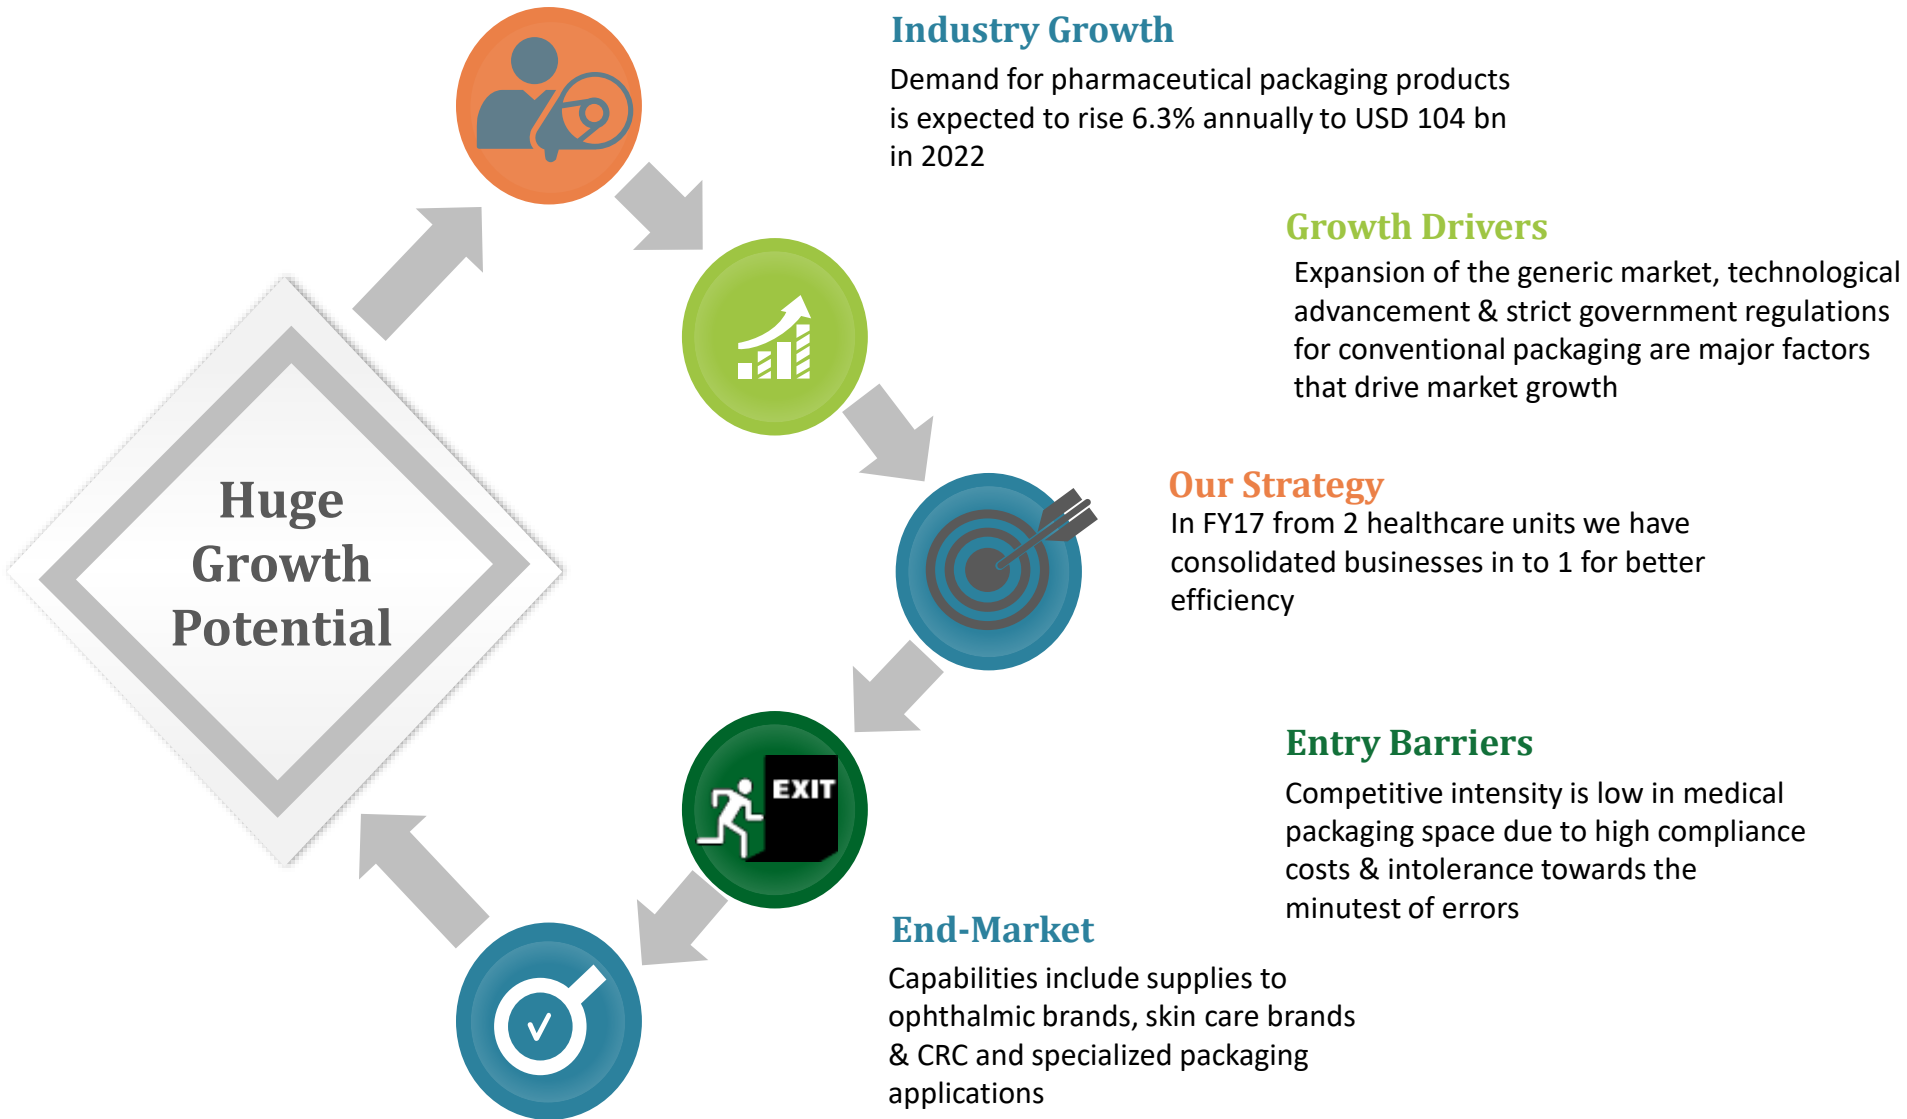 Industry Growth
Demand for pharmaceutical packaging products
is expected to rise 6.3% annually to USD 104 bn
in 2022
Growth Drivers
Expansion of the generic market, technological
advancement & strict government regulations
for conventional packaging are major factors
that drive market growth
Huge
Growth
Potential
Our Strategy
In FY17 from 2 healthcare units we have
consolidated businesses in to 1 for better
efficiency
EXIT
Entry Barriers
Competitive intensity is low in medical
packaging space due to high compliance
costs & intolerance towards the
minutest of errors
End-Market
Capabilities include supplies to
ophthalmic brands, skin care brands
& CRC and specialized packaging
applications